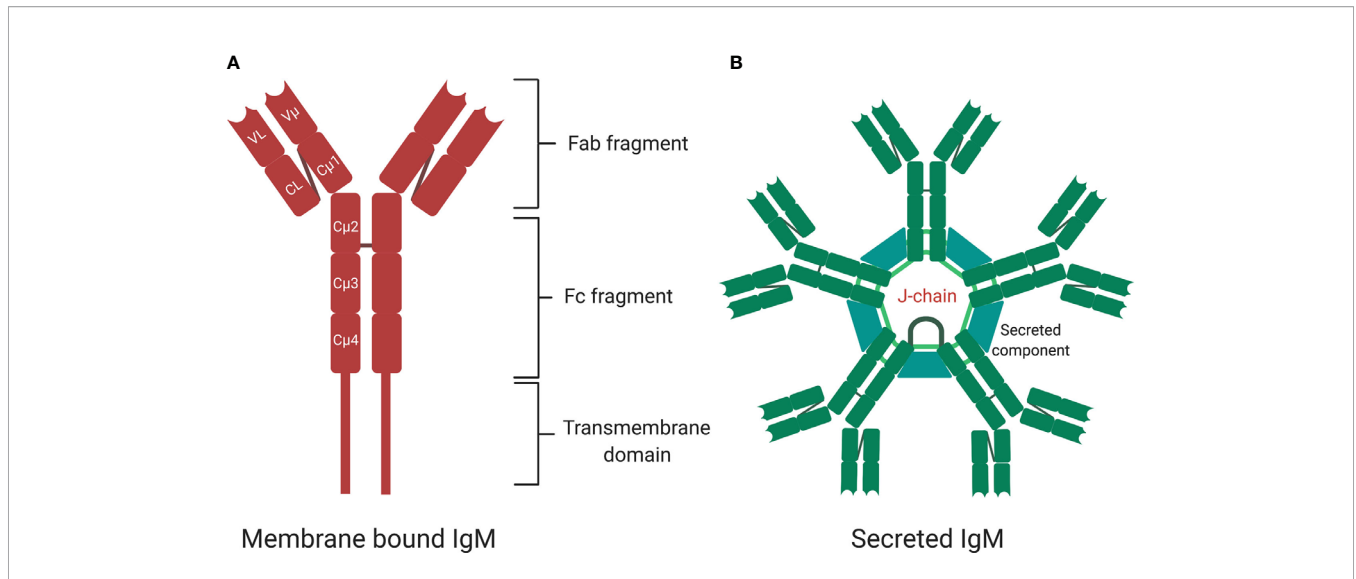 A
B
VL
Vμ
CL
Cμ1
Cμ2
Cμ3
Cμ4
Fab fragment
Fc fragment
Transmembrane
domain
Membrane bound IgM
J-chain
Secreted
component
Secreted IgM